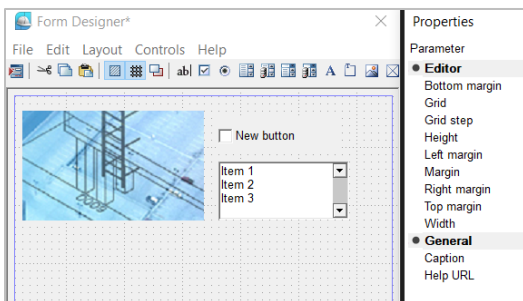 Form Designer*
File Edit Layout Controls Help
ab A
New button
Item 1
Item 2
Item 3
Properties
Parameter
Editor
Bottom margin
Grid
Grid step
Height
Left margin
Margin
Right margin
Top margin
Width
General
Caption
Help URL